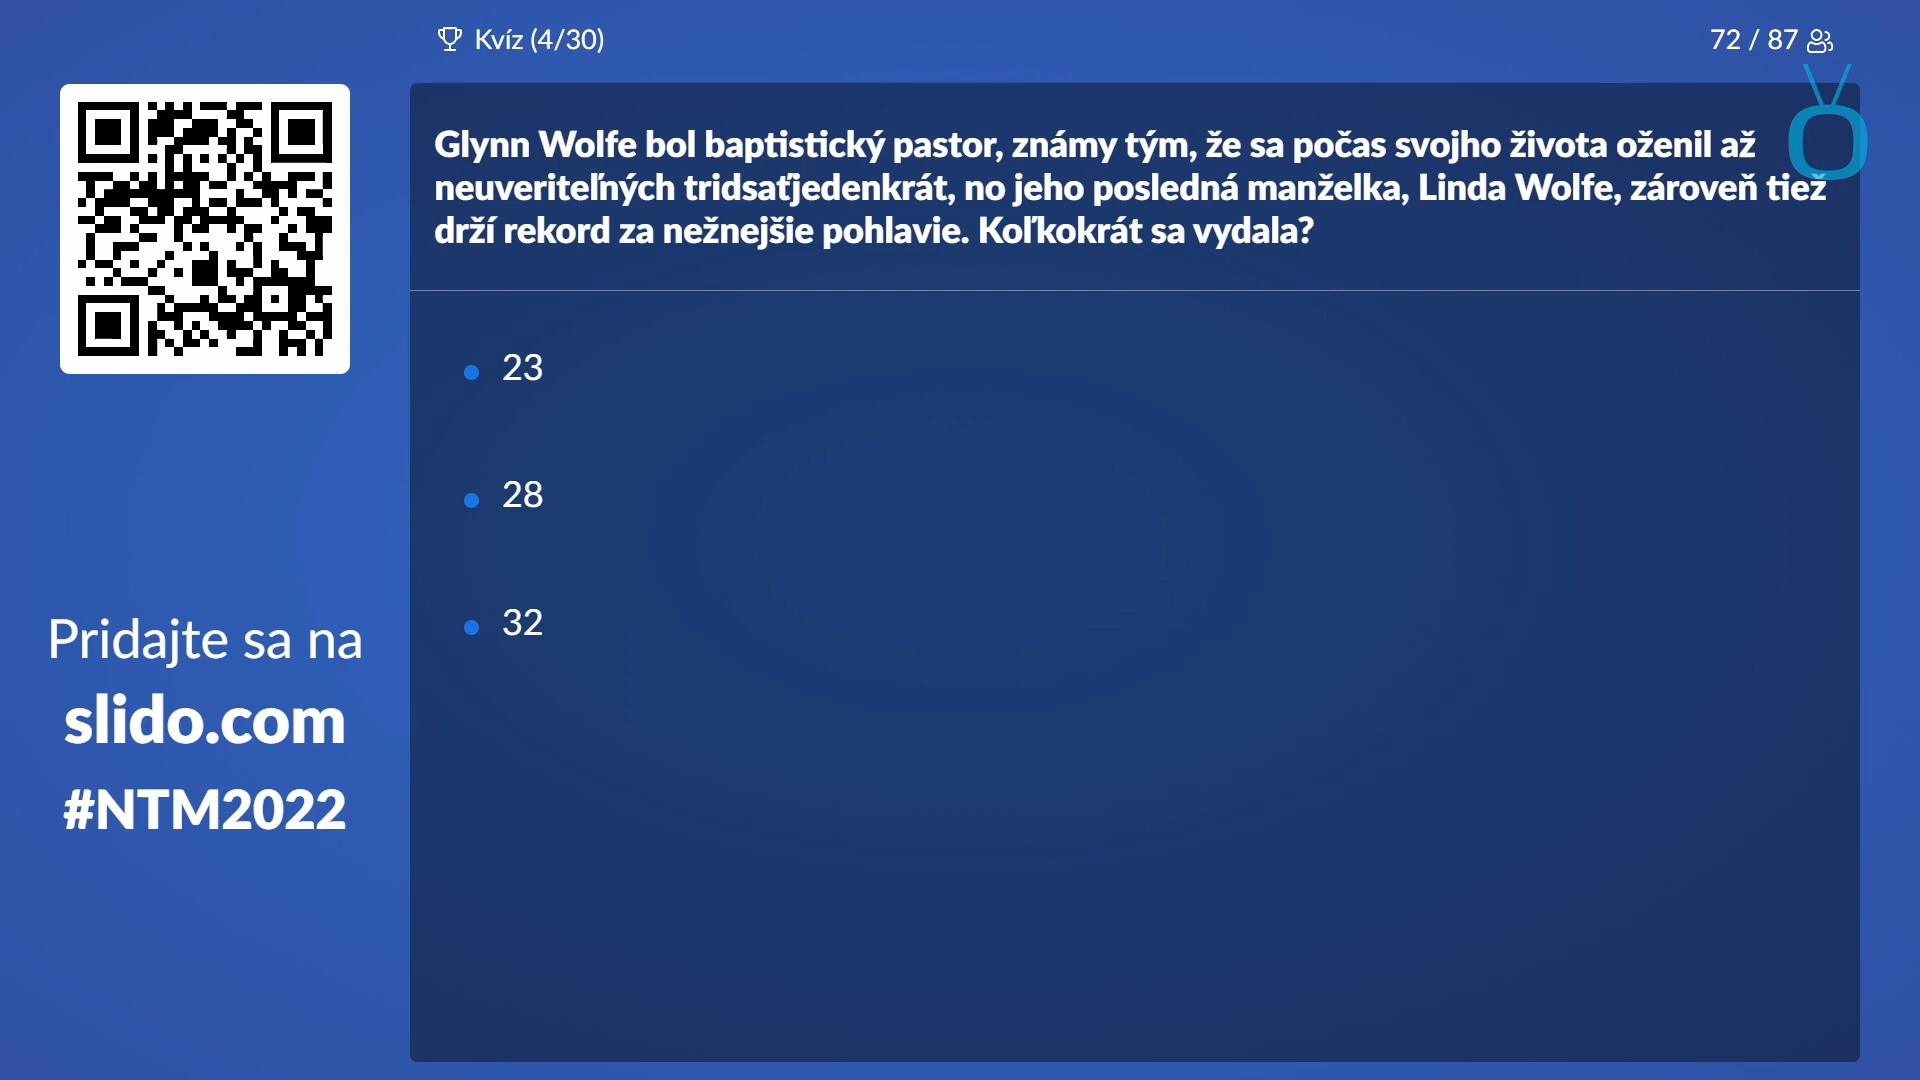 Kvíz (4/30)
72 / 87
Glynn Wolfe bol baptistický pastor, známy tým, že sa počas svojho života oženil až
neuveriteľných tridsaťjedenkrát, no jeho posledná manželka, Linda Wolfe, zároveň tiež
drží rekord za nežnejšie pohlavie. Koľkokrát sa vydala?
23
28
32
Pridajte sa na
slido.com
#NTM2022